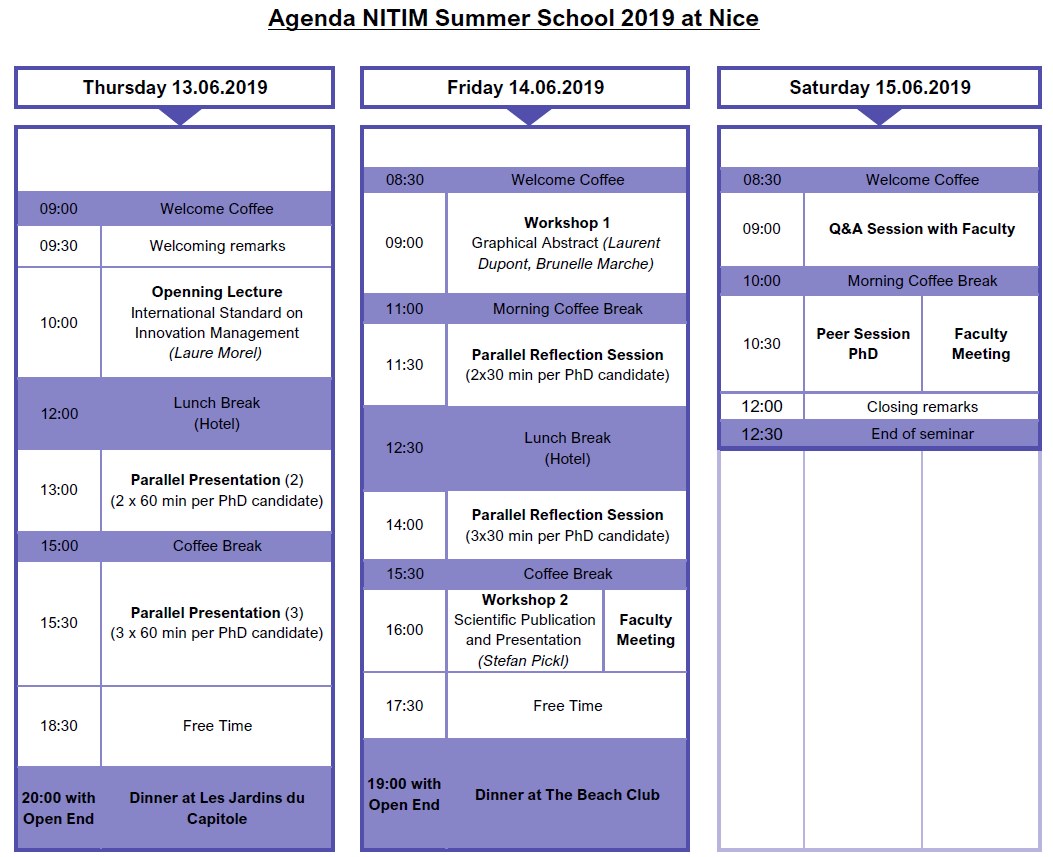 Agenda NITIM Summer School 2019 at Nice
Thursday 13.06.2019
09:00 Welcome Coffee
09:30 Welcoming remarks
10:00
Openning Lecture
International Standard on
Innovation Management
(Laure Morel)
12:00
Lunch Break
(Hotel)
13:00
Parallel Presentation (2)
(2 x 60 min per PhD candidate)
15:00 Coffee Break
15:30
Parallel Presentation (3)
(3 x 60 min per PhD candidate)
18:30 Free Time
20:00 with
Open End
Dinner at Les Jardins du
Capitole
Friday 14.06.2019
08:30 Welcome Coffee
09:00
Workshop 1
Graphical Abstract (Laurent
Dupont, Brunelle Marche)
11:00 Morning Coffee Break
11:30
Parallel Reflection Session
(2x30 min per PhD candidate)
12:30
Lunch Break
(Hotel)
14:00
Parallel Reflection Session
(3x30 min per PhD candidate)
15:30 Coffee Break
16:00
Workshop 2
Scientific Publication
and Presentation
(Stefan Pickl)
Faculty
Meeting
17:30 Free Time
19:00 with
Open End
Dinner at The Beach Club
Saturday 15.06.2019
08:30 Welcome Coffee
09:00 Q&A Session with Faculty
10:00 Morning Coffee Break
10:30
Peer Session
PhD
Faculty
Meeting
12:00 Closing remarks
12:30 End of seminar